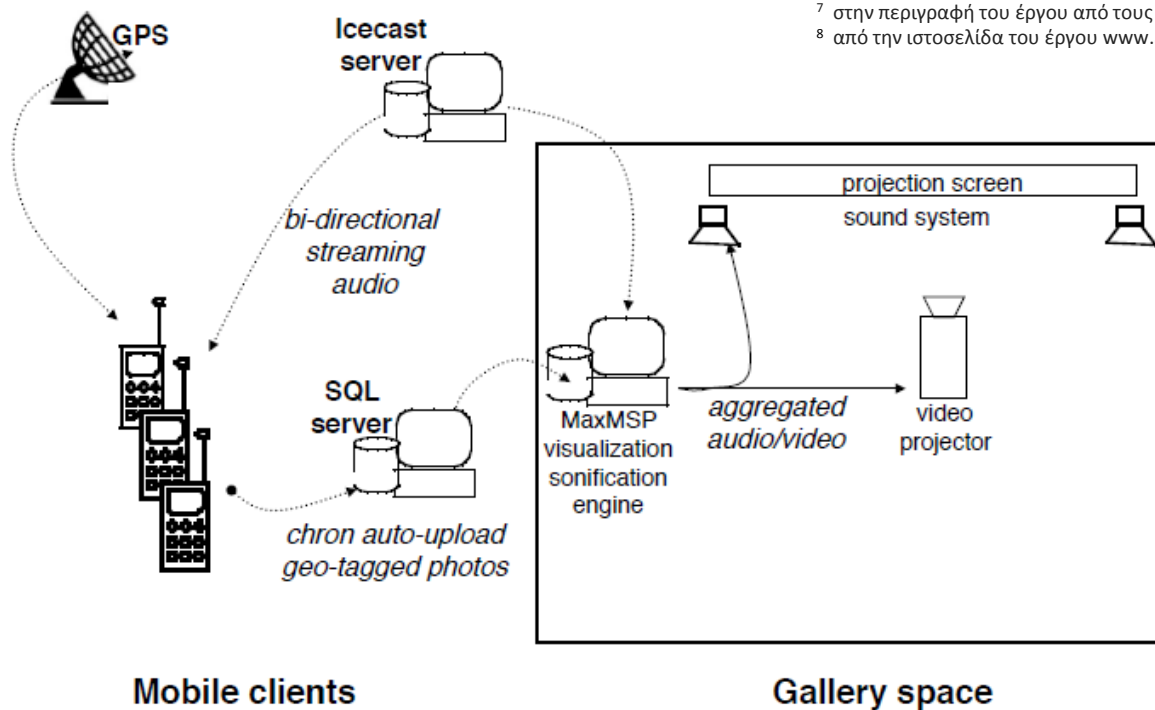 ⁷ στην περιγραφή του έργου από τους
⁸ από την ιστοσελίδα του έργου www.
GPS
Icecast
server
projection screen
sound system
bi-directional
streaming
audio
SQL
server
MaxMSP
visualization
sonification
engine
aggregated
audio/video
video
projector
chron auto-upload
geo-tagged photos
Mobile clients
Gallery space